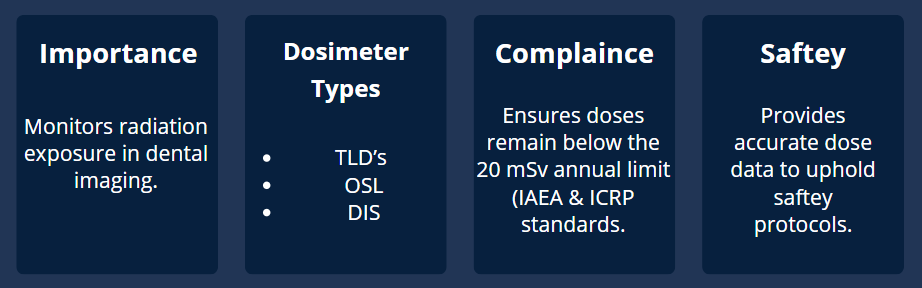 Importance
Monitors radiation
exposure in dental
imaging.
Dosimeter
Types
• TLD’s
• OSL
• DIS
Complaince
Ensures doses
remain below the
20 mSv annual limit
(IAEA & ICRP
standards.
Saftey
Provides
accurate dose
data to uphold
saftey
protocols.